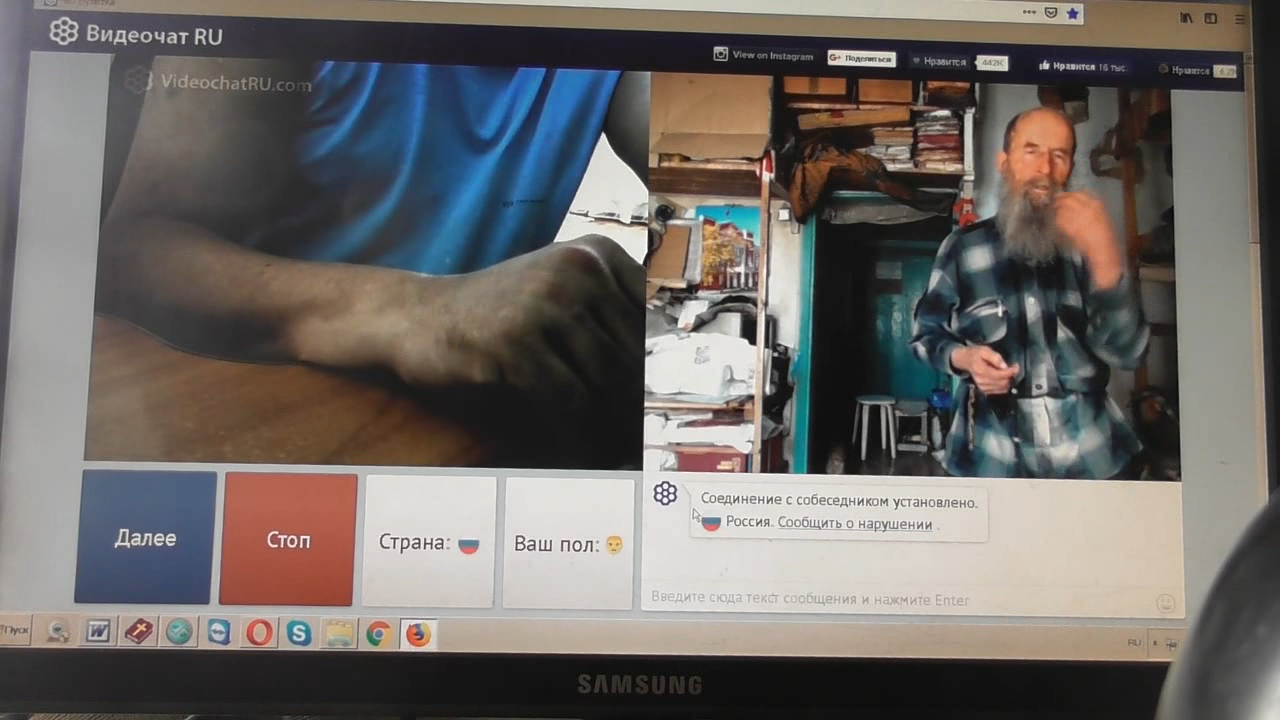 Видеочат RU
View on Instagram
G+ Поделиться
Нравится 442K
Нравится 16 тыс.
Нравится
VideochatRU.com
Далее
Стоп
Страна:
Ваш пол:
Соединение с собеседником установлено.
Россия. Сообщить о нарушении .
Введите сюда текст сообщения и нажмите Enter
Пуск
RU
SAMSUNG